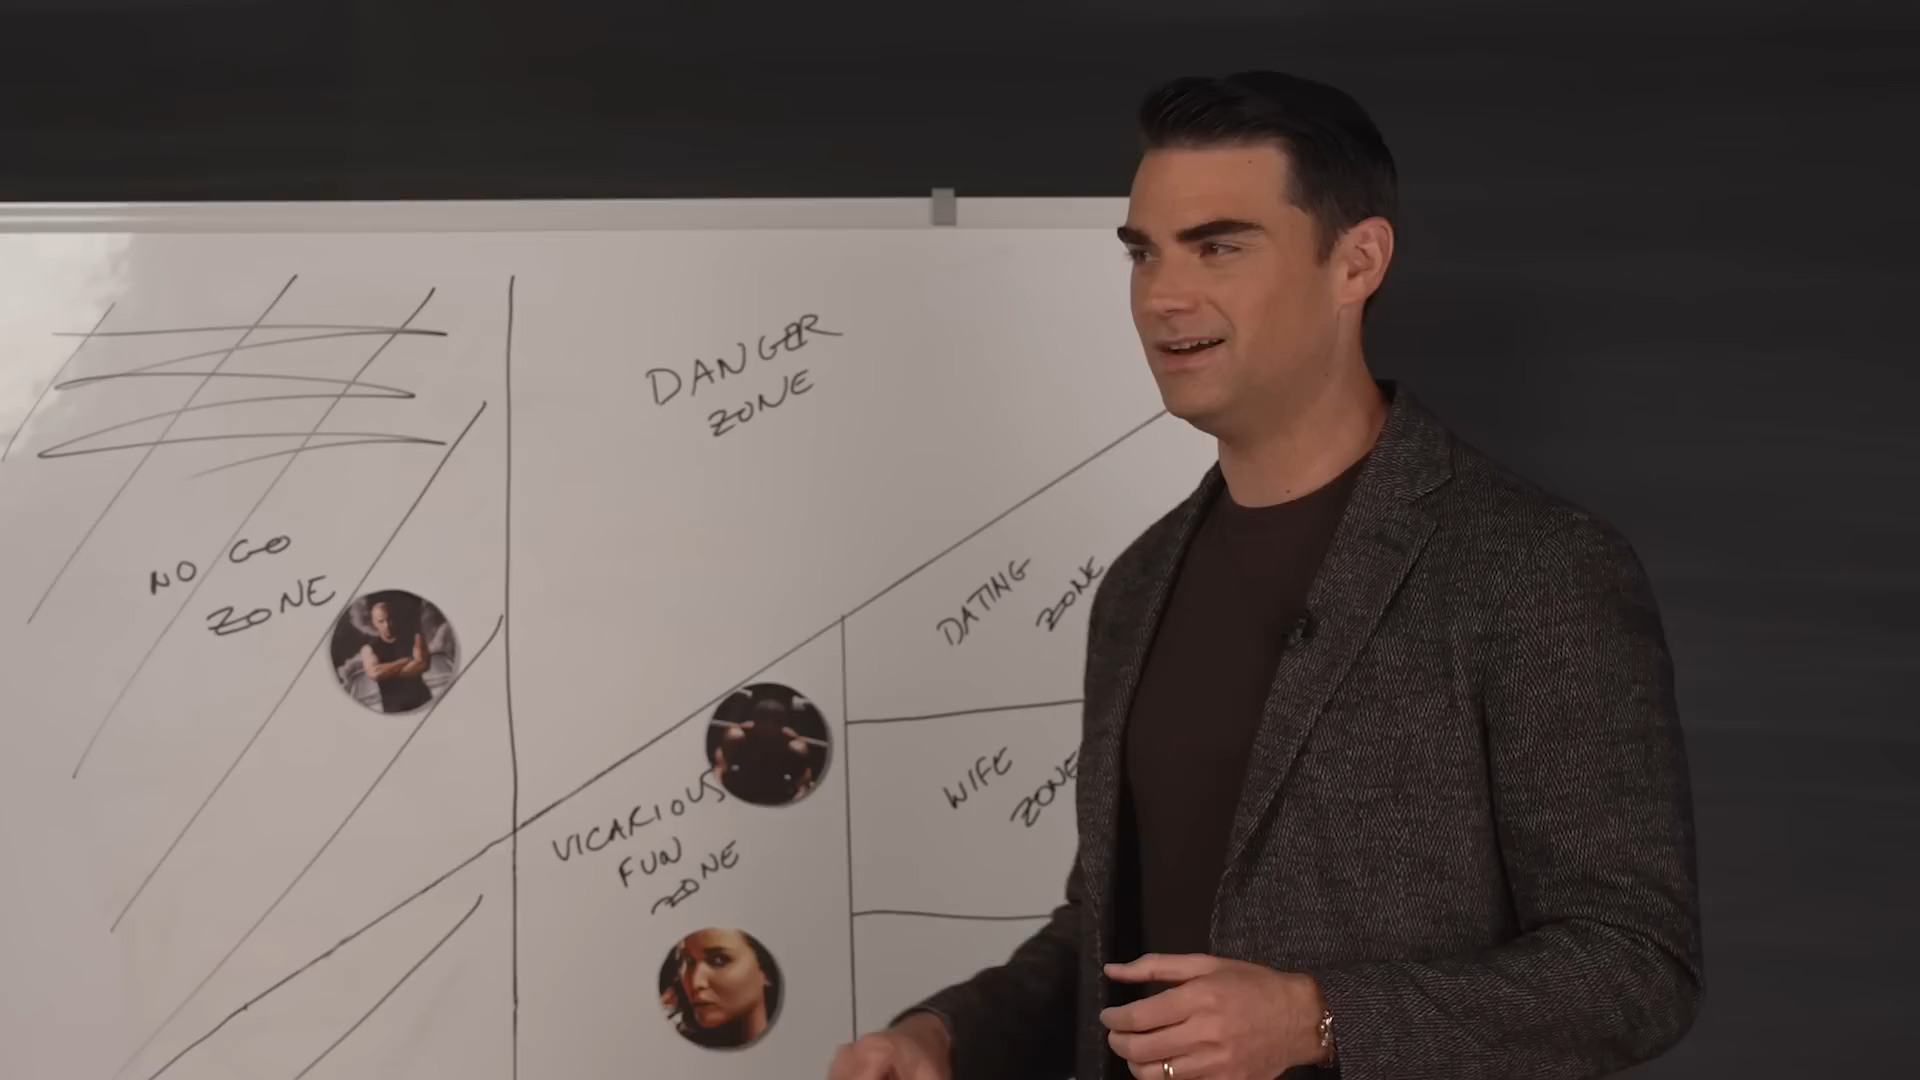 DANGER
ZONE
NO GO
ZONE
DATING
ZONE
WIFE
ZONE
VICARIOUS
FUN
ZONE